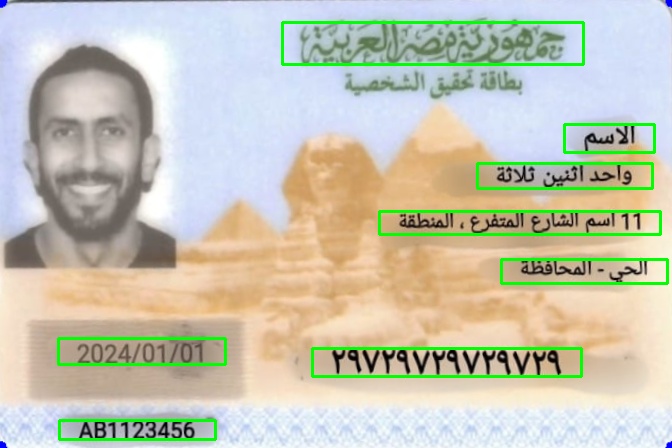 جمهورية مصر العربية
بطاقة تحقيق الشخصية
الاسم
واحد اثنين ثلاثة
11 اسم الشارع المتفرع ، المنطقة
الحي - المحافظة
2024/01/01
٢٩٧٢٩٧٢٩٧٢٩٧٢٩
AB1123456